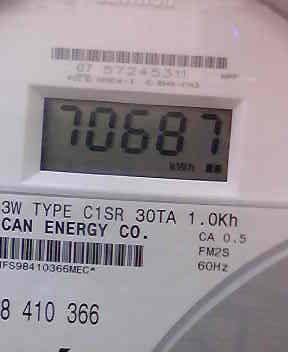 07 57245311
70687
kWh
3W TYPE C1SR 30TA 1.0Kh
CAN ENERGY CO.
CA 0.5
FM2S
60Hz
IFS98410366MEC*
8 410 366